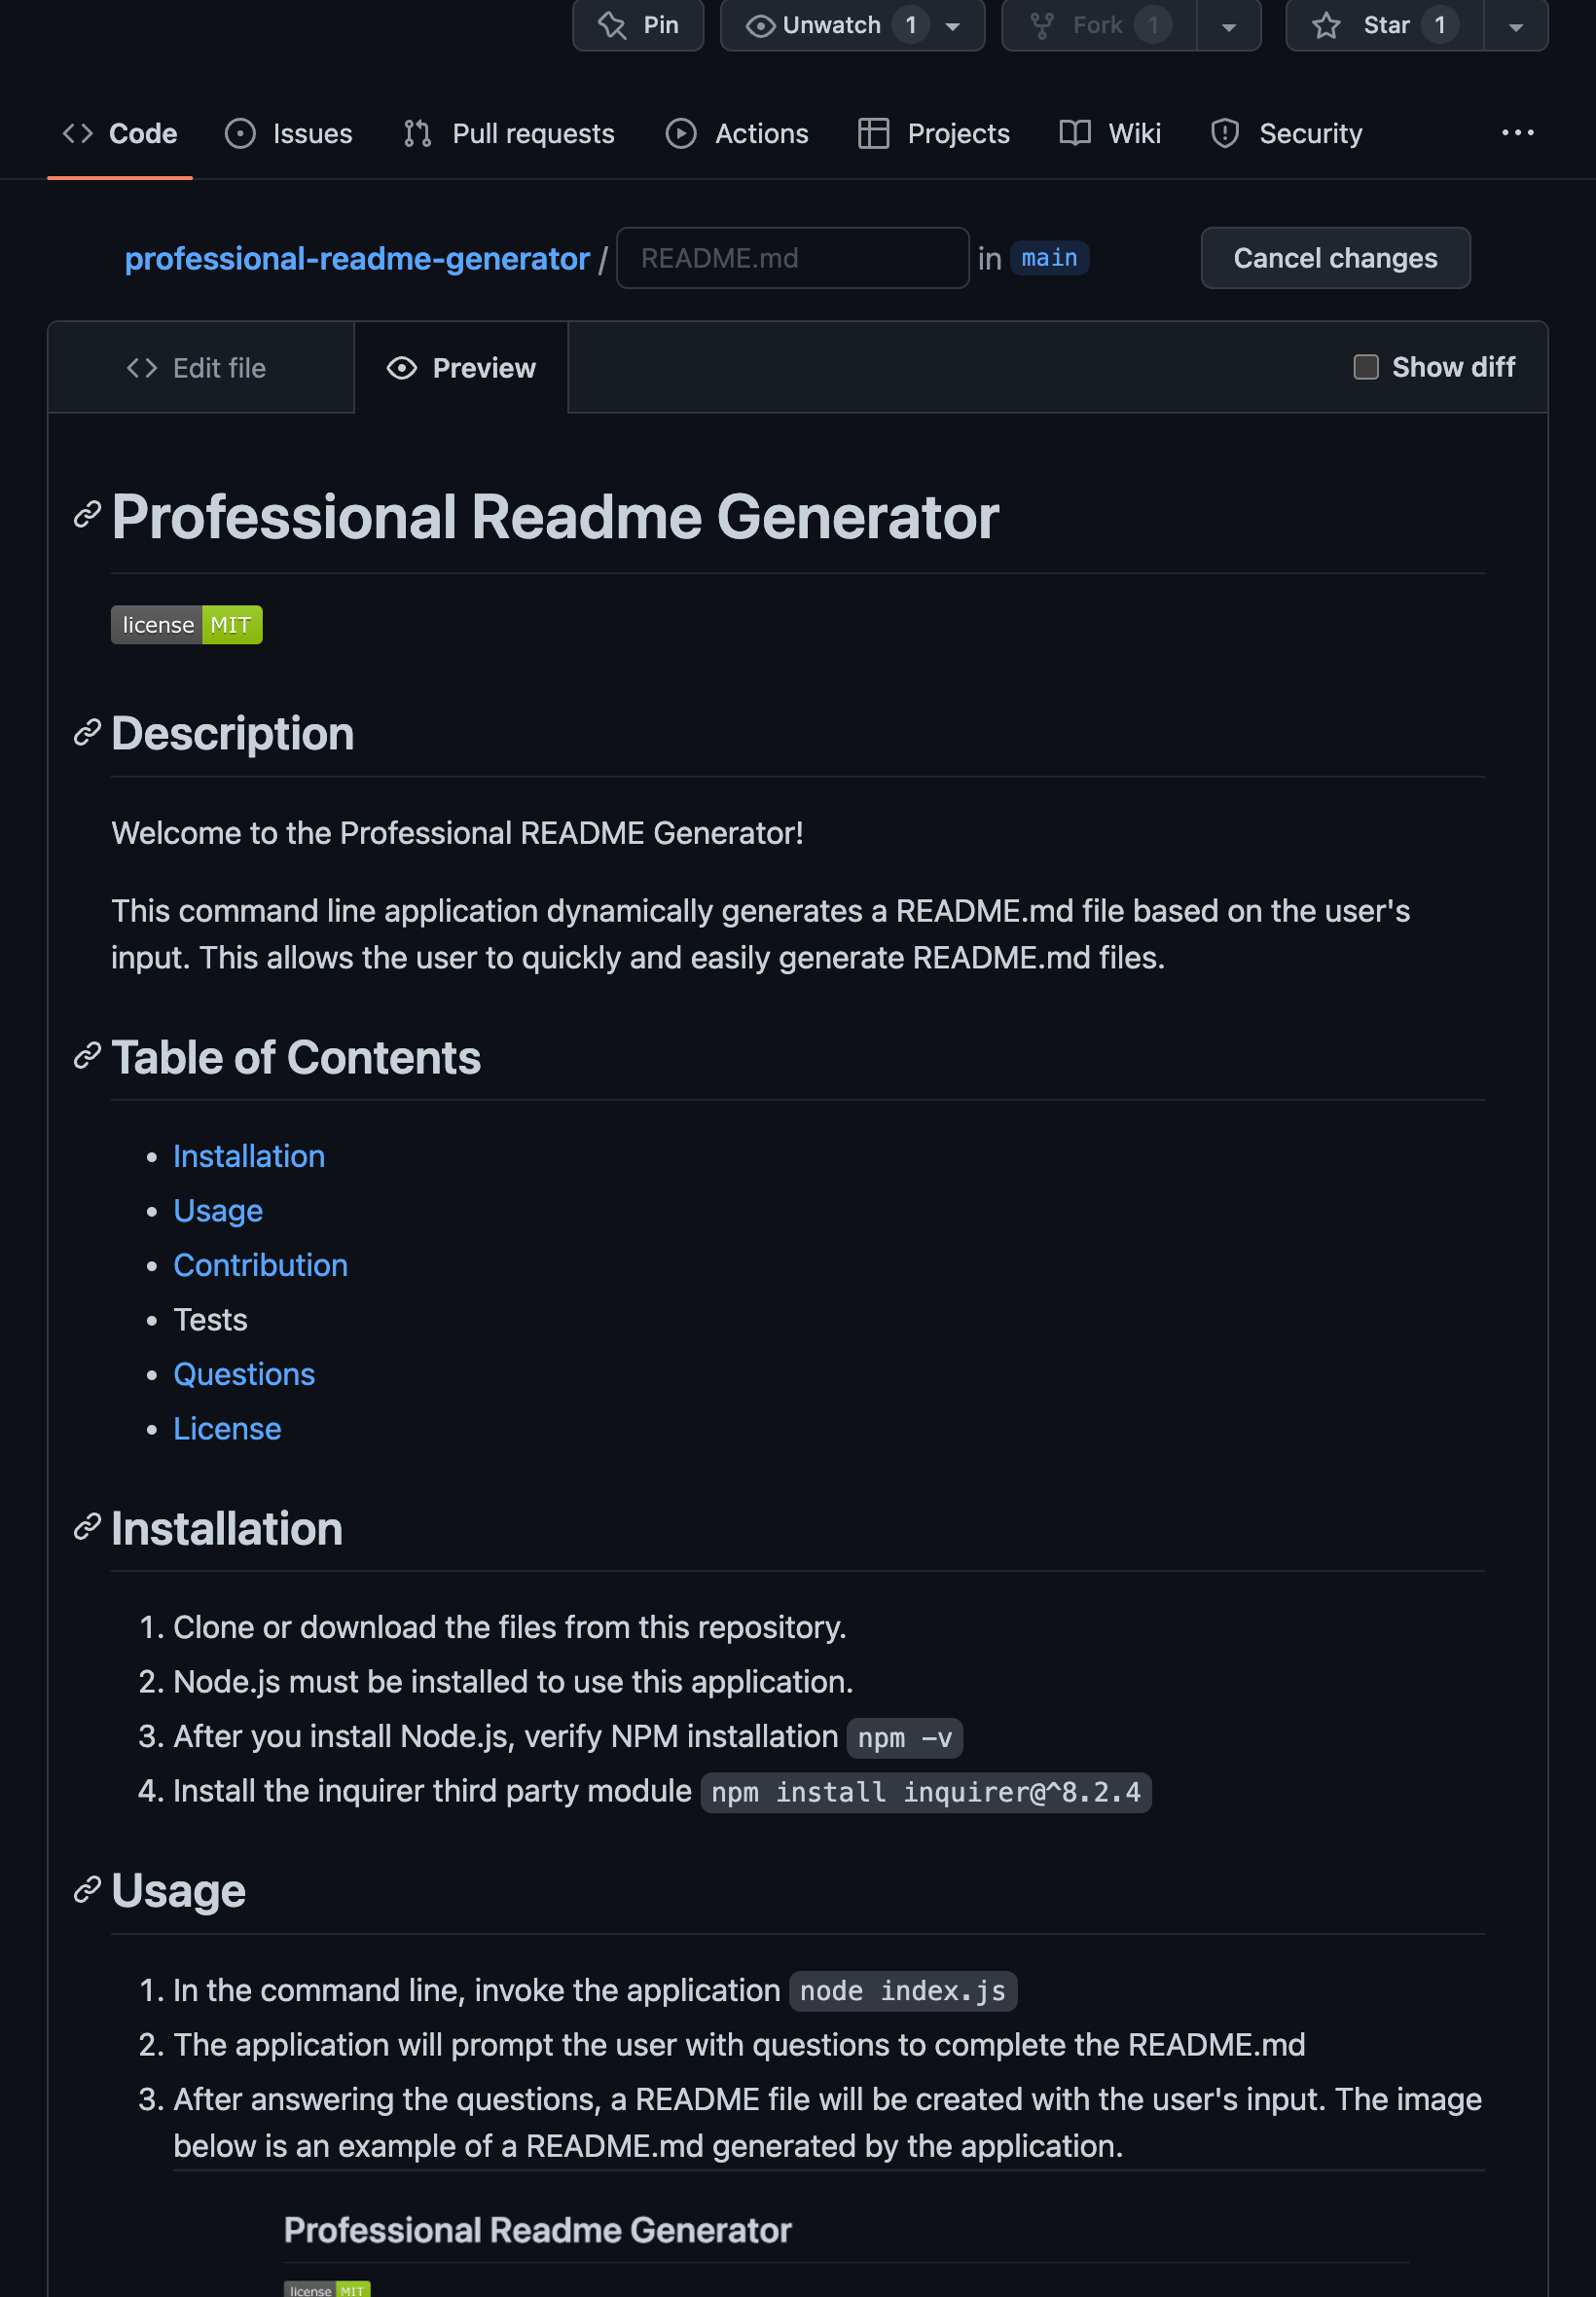 Pin Unwatch 1 Fork 1 Star 1
Code Issues Pull requests Actions Projects Wiki Security
professional-readme-generator / README.md in main Cancel changes
Edit file Preview Show diff
Professional Readme Generator
license MIT
Description
Welcome to the Professional README Generator!
This command line application dynamically generates a README.md file based on the user's
input. This allows the user to quickly and easily generate README.md files.
Table of Contents
• Installation
• Usage
• Contribution
• Tests
• Questions
• License
Installation
1. Clone or download the files from this repository.
2. Node.js must be installed to use this application.
3. After you install Node.js, verify NPM installation npm -v
4. Install the inquirer third party module npm install inquirer@^8.2.4
Usage
1. In the command line, invoke the application node index.js
2. The application will prompt the user with questions to complete the README.md
3. After answering the questions, a README file will be created with the user's input. The image
below is an example of a README.md generated by the application.
Professional Readme Generator
license MIT